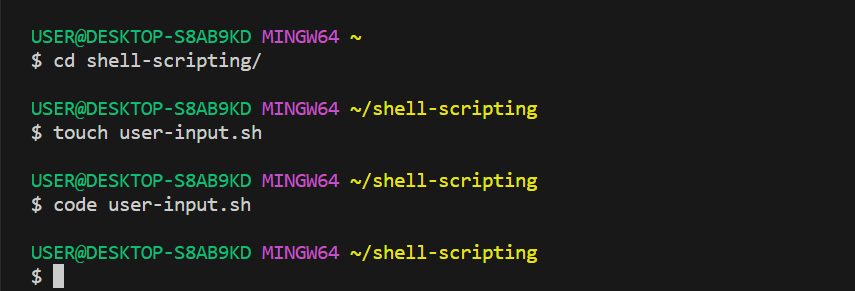 USER@DESKTOP-S8AB9KD MINGW64 ~
$ cd shell-scripting/
USER@DESKTOP-S8AB9KD MINGW64 ~/shell-scripting
$ touch user-input.sh
USER@DESKTOP-S8AB9KD MINGW64 ~/shell-scripting
$ code user-input.sh
USER@DESKTOP-S8AB9KD MINGW64 ~/shell-scripting
$